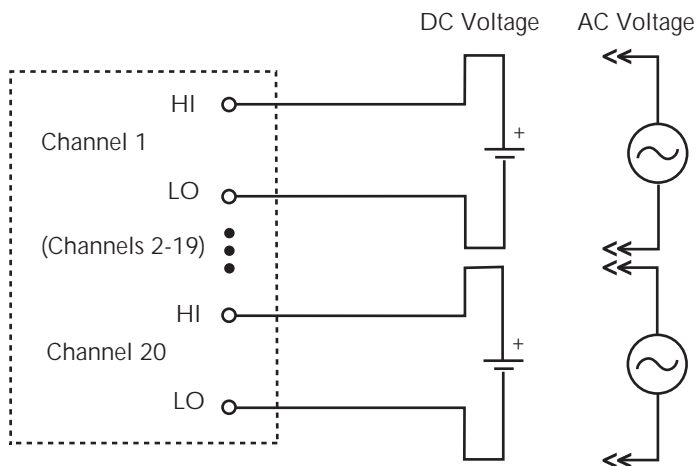 DC Voltage
AC Voltage
HI
+
Channel 1
LO
(Channels 2-19)
HI
+
Channel 20
LO